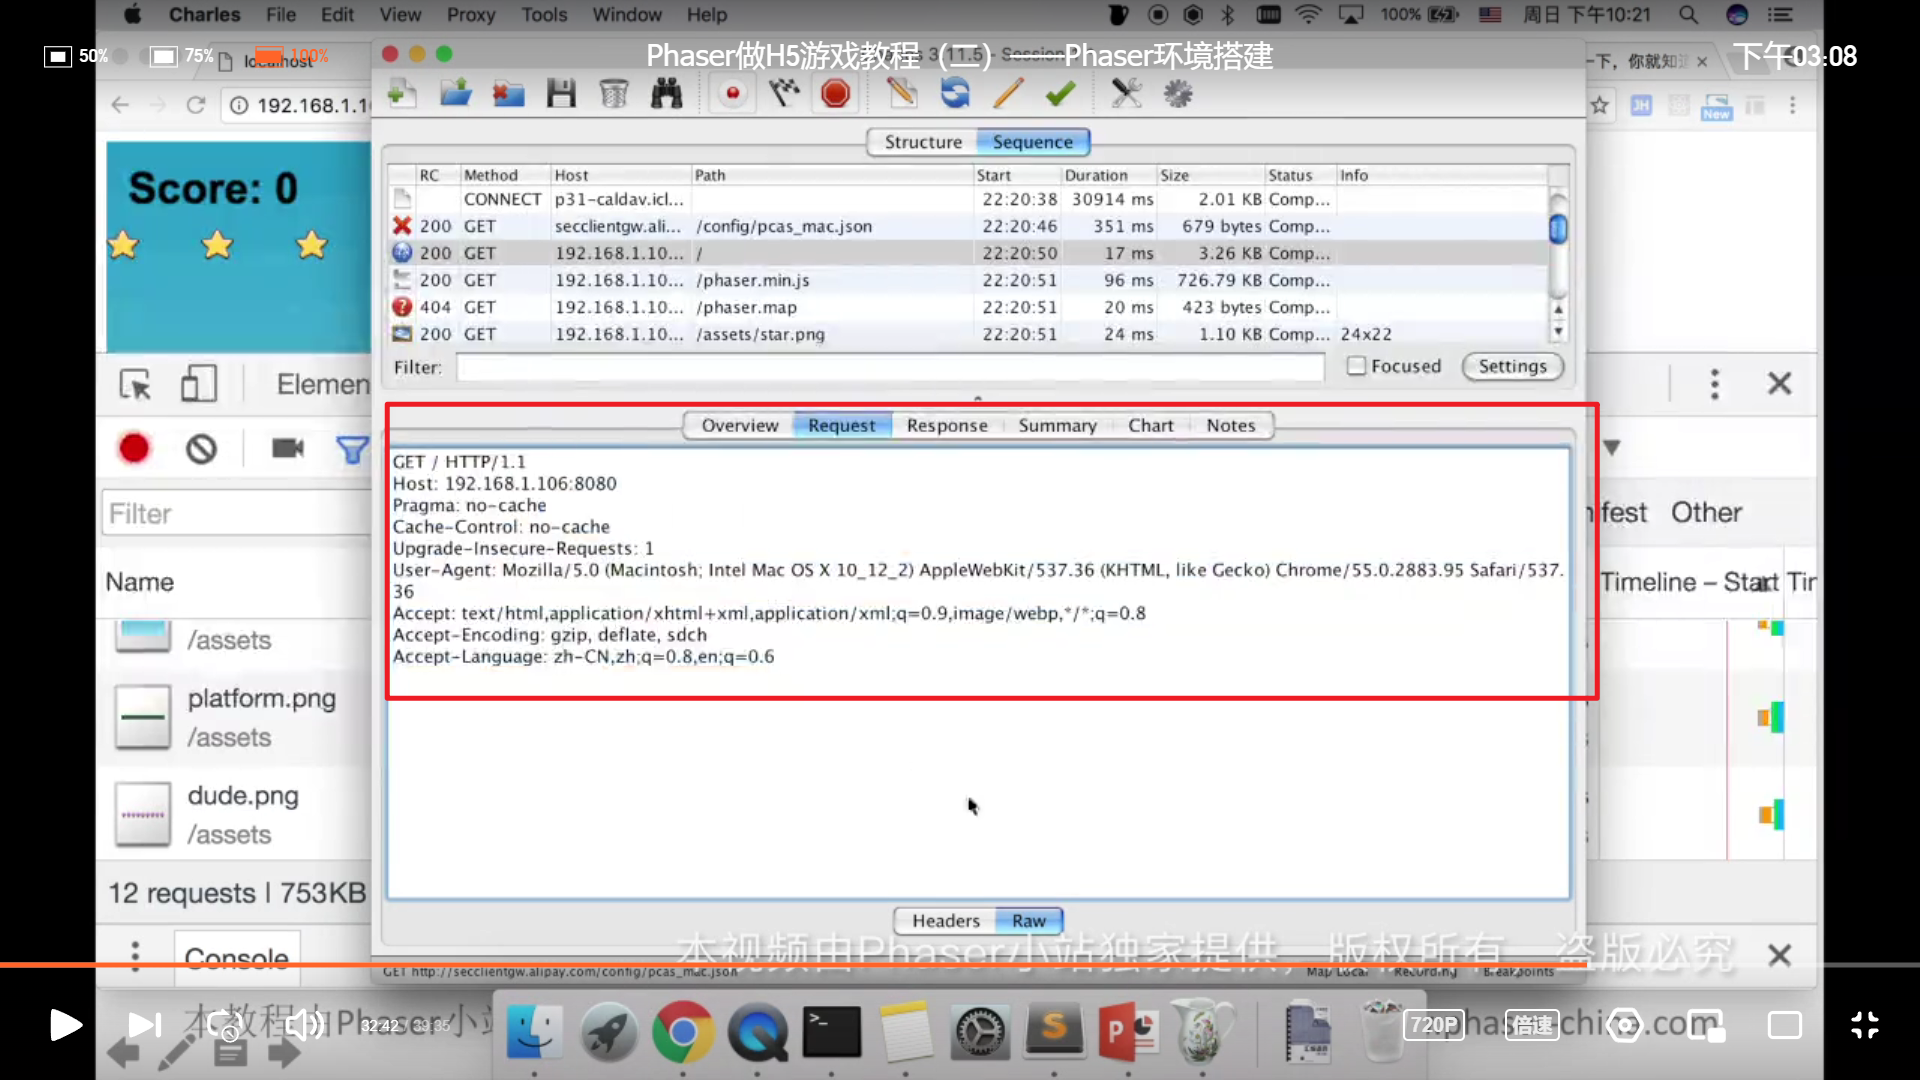 Charles File Edit View Proxy Tools Window Help
100% 周日 下午10:21
50% 75% 100%
Phaser做H5游戏教程（二）——Phaser环境搭建
下午03:08
localhost
3.11.5 - Session
一下，你就知道
192.168.1.10
JH
New
Score: 0
Structure Sequence
RC Method Host Path Start Duration Size Status Info
CONNECT p31-caldav.icl... 22:20:38 30914 ms 2.01 KB Comp...
200 GET secclientgw.ali... /config/pcas_mac.json 22:20:46 351 ms 679 bytes Comp...
200 GET 192.168.1.10... / 22:20:50 17 ms 3.26 KB Comp...
200 GET 192.168.1.10... /phaser.min.js 22:20:51 96 ms 726.79 KB Comp...
404 GET 192.168.1.10... /phaser.map 22:20:51 20 ms 423 bytes Comp...
200 GET 192.168.1.10... /assets/star.png 22:20:51 24 ms 1.10 KB Comp... 24x22
Filter: Focused Settings
Elemen
Overview Request Response Summary Chart Notes
GET / HTTP/1.1
Host: 192.168.1.106:8080
Pragma: no-cache
Cache-Control: no-cache
Upgrade-Insecure-Requests: 1
User-Agent: Mozilla/5.0 (Macintosh; Intel Mac OS X 10_12_2) AppleWebKit/537.36 (KHTML, like Gecko) Chrome/55.0.2883.95 Safari/537.
36
Accept: text/html,application/xhtml+xml,application/xml;q=0.9,image/webp,*/*;q=0.8
Accept-Encoding: gzip, deflate, sdch
Accept-Language: zh-CN,zh;q=0.8,en;q=0.6
Filter
nifest Other
Name
Timeline – Start Tir
/assets
platform.png
/assets
dude.png
/assets
12 requests | 753KB
Headers Raw
Console
本视频由Phaser小站独家提供，版权所有，盗版必究
GET http://secclientgw.alipay.com/config/pcas_mac.json
Map Local Recording Breakpoints
本教程由Phaser小站
32:42 / 39:35
720P 倍速
phaserchina.com